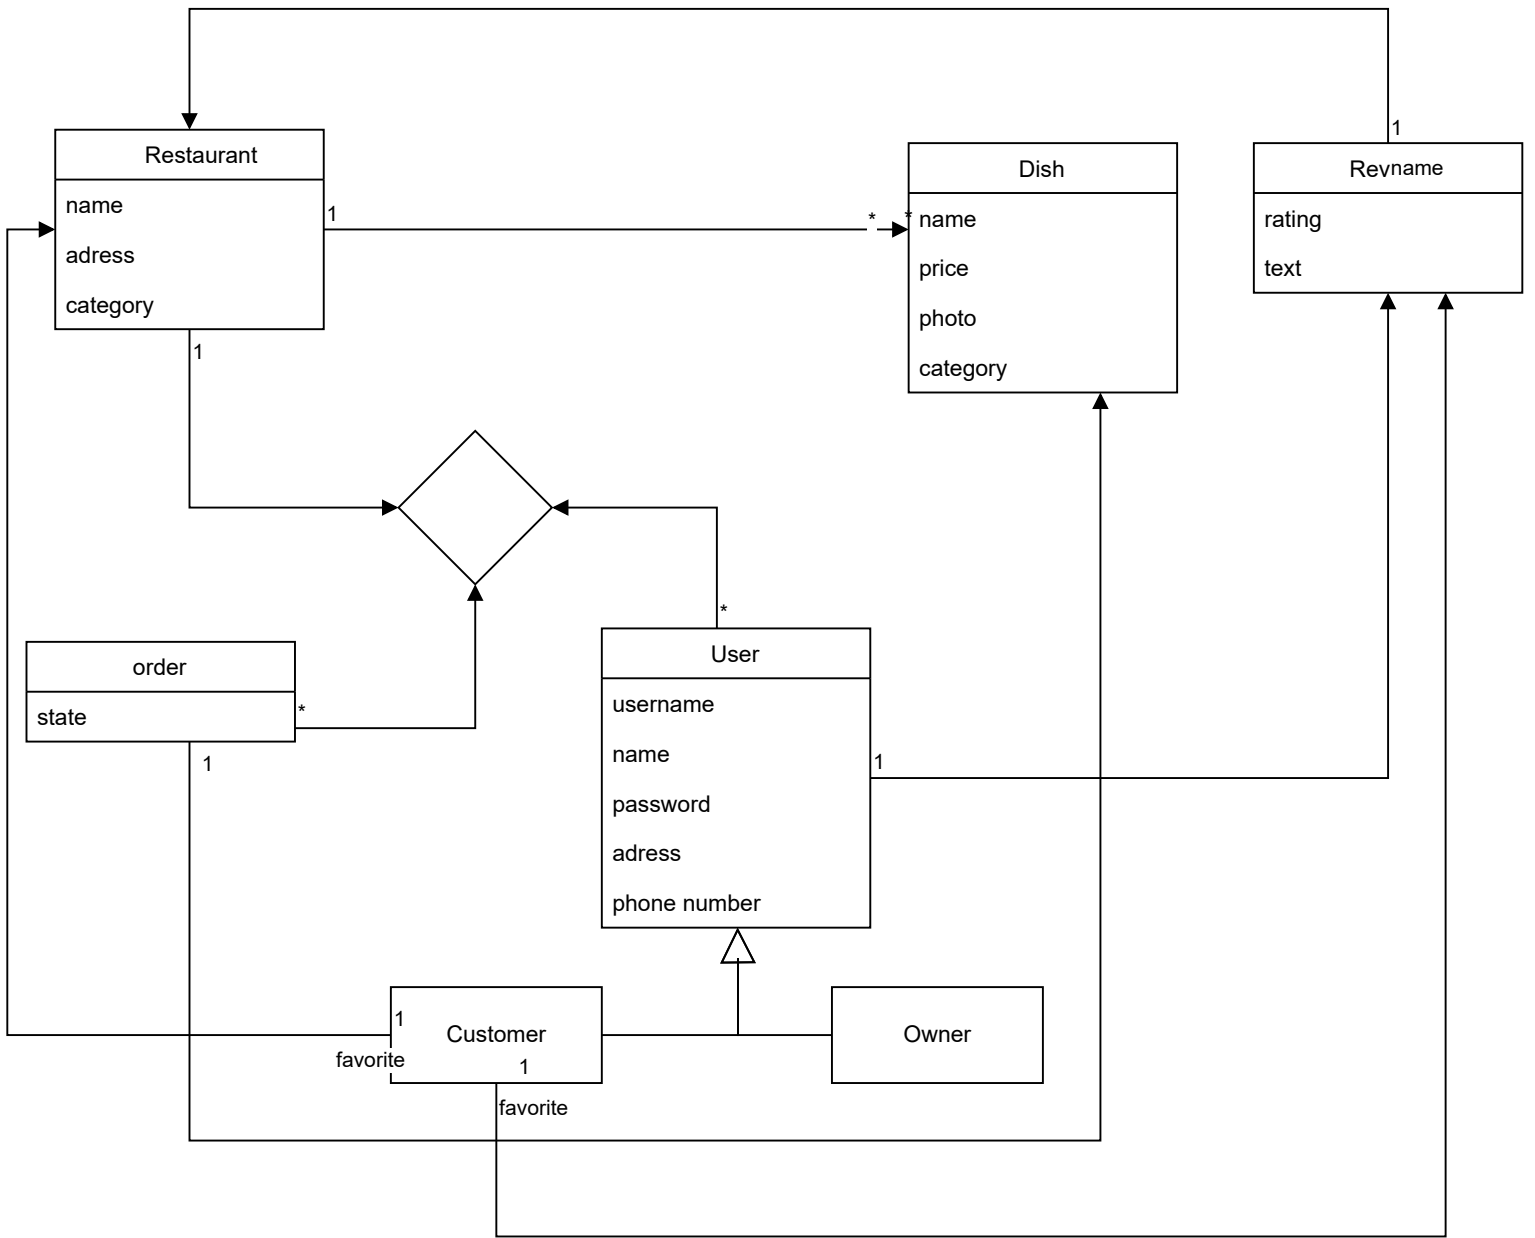 1
Restaurant
name
adress
category
1
1
*
*
Dish
name
price
photo
category
Revname
rating
text
order
state
*
1
*
User
username
name
password
adress
phone number
1
1
Customer
favorite
1
favorite
Owner